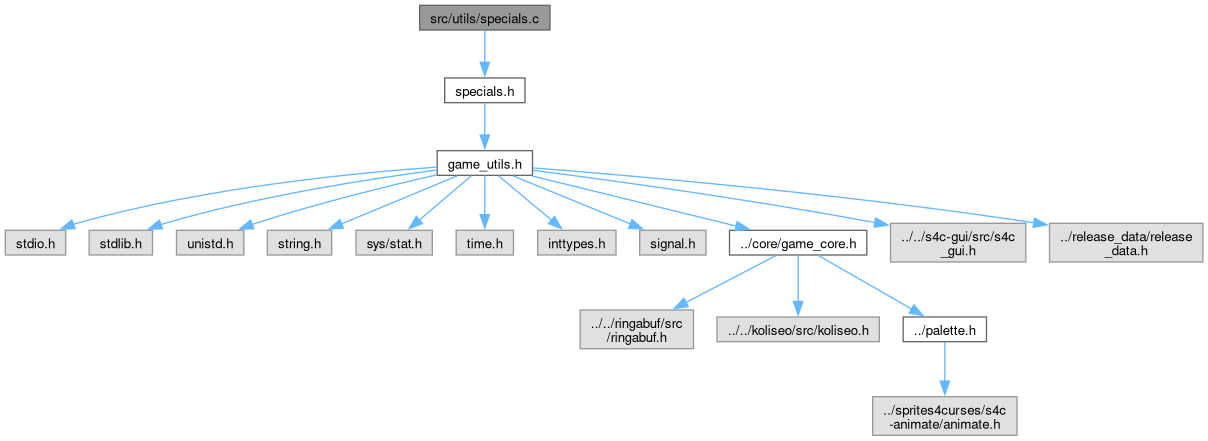 src/utils/specials.c
specials.h
game_utils.h
stdio.h
stdlib.h
unistd.h
string.h
sys/stat.h
time.h
inttypes.h
signal.h
../core/game_core.h
../../s4c-gui/src/s4c
_gui.h
../release_data/release
_data.h
../../ringabuf/src
/ringabuf.h
../../koliseo/src/koliseo.h
../palette.h
../sprites4curses/s4c
-animate/animate.h